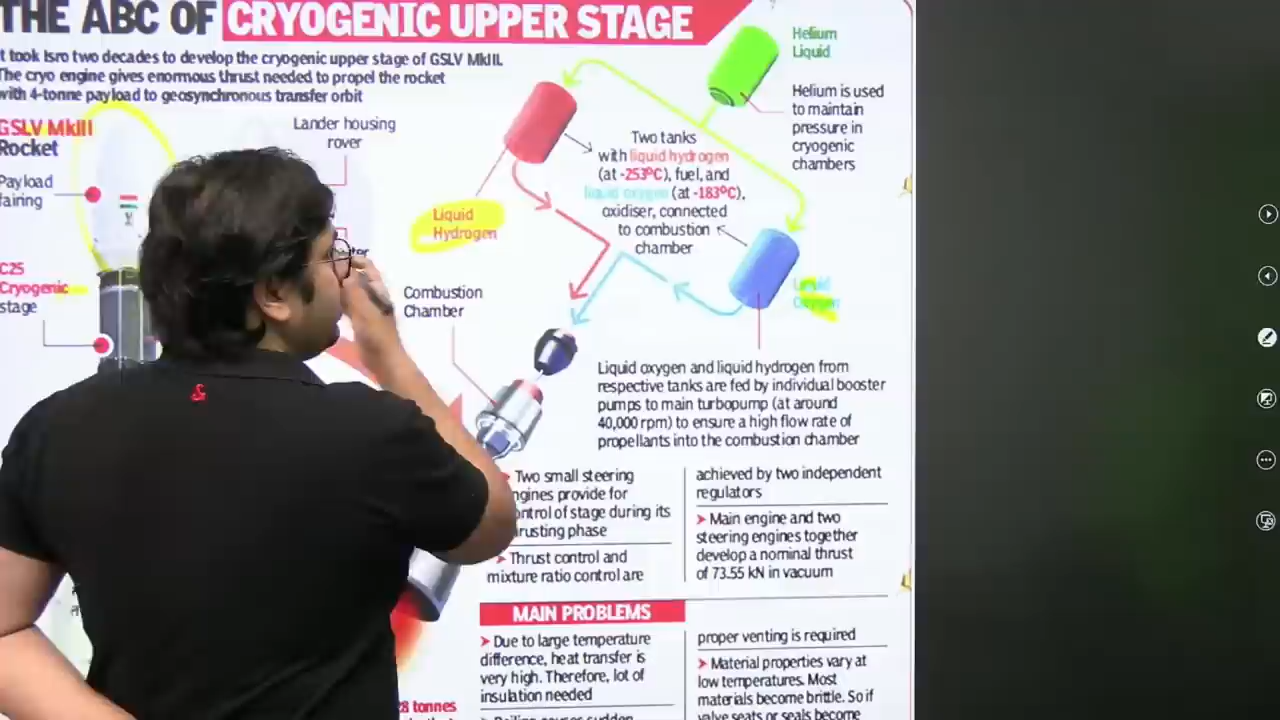 THE ABC OF CRYOGENIC UPPER STAGE
t took Isro two decades to develop the cryogenic upper stage of GSLV MkIII.
The cryo engine gives enormous thrust needed to propel the rocket
with 4-tonne payload to geosynchronous transfer orbit
GSLV MkIII
Rocket
Payload
fairing
C25
Cryogenic
stage
Lander housing
rover
Liquid
Hydrogen
Combustion
Chamber
Two tanks
with liquid hydrogen
(at -253°C), fuel, and
liquid oxygen (at -183°C),
oxidiser, connected
to combustion
chamber
Helium
Liquid
Helium is used
to maintain
pressure in
cryogenic
chambers
Liquid
Oxygen
Liquid oxygen and liquid hydrogen from
respective tanks are fed by individual booster
pumps to main turbopump (at around
40,000 rpm) to ensure a high flow rate of
propellants into the combustion chamber
Two small steering
ngines provide for
ontrol of stage during its
rusting phase
Thrust control and
mixture ratio control are
achieved by two independent
regulators
Main engine and two
steering engines together
develop a nominal thrust
of 73.55 kN in vacuum
MAIN PROBLEMS
Due to large temperature
difference, heat transfer is
very high. Therefore, lot of
insulation needed
proper venting is required
Material properties vary at
low temperatures. Most
materials become brittle. So if
valve seats or seals become
28 tonnes